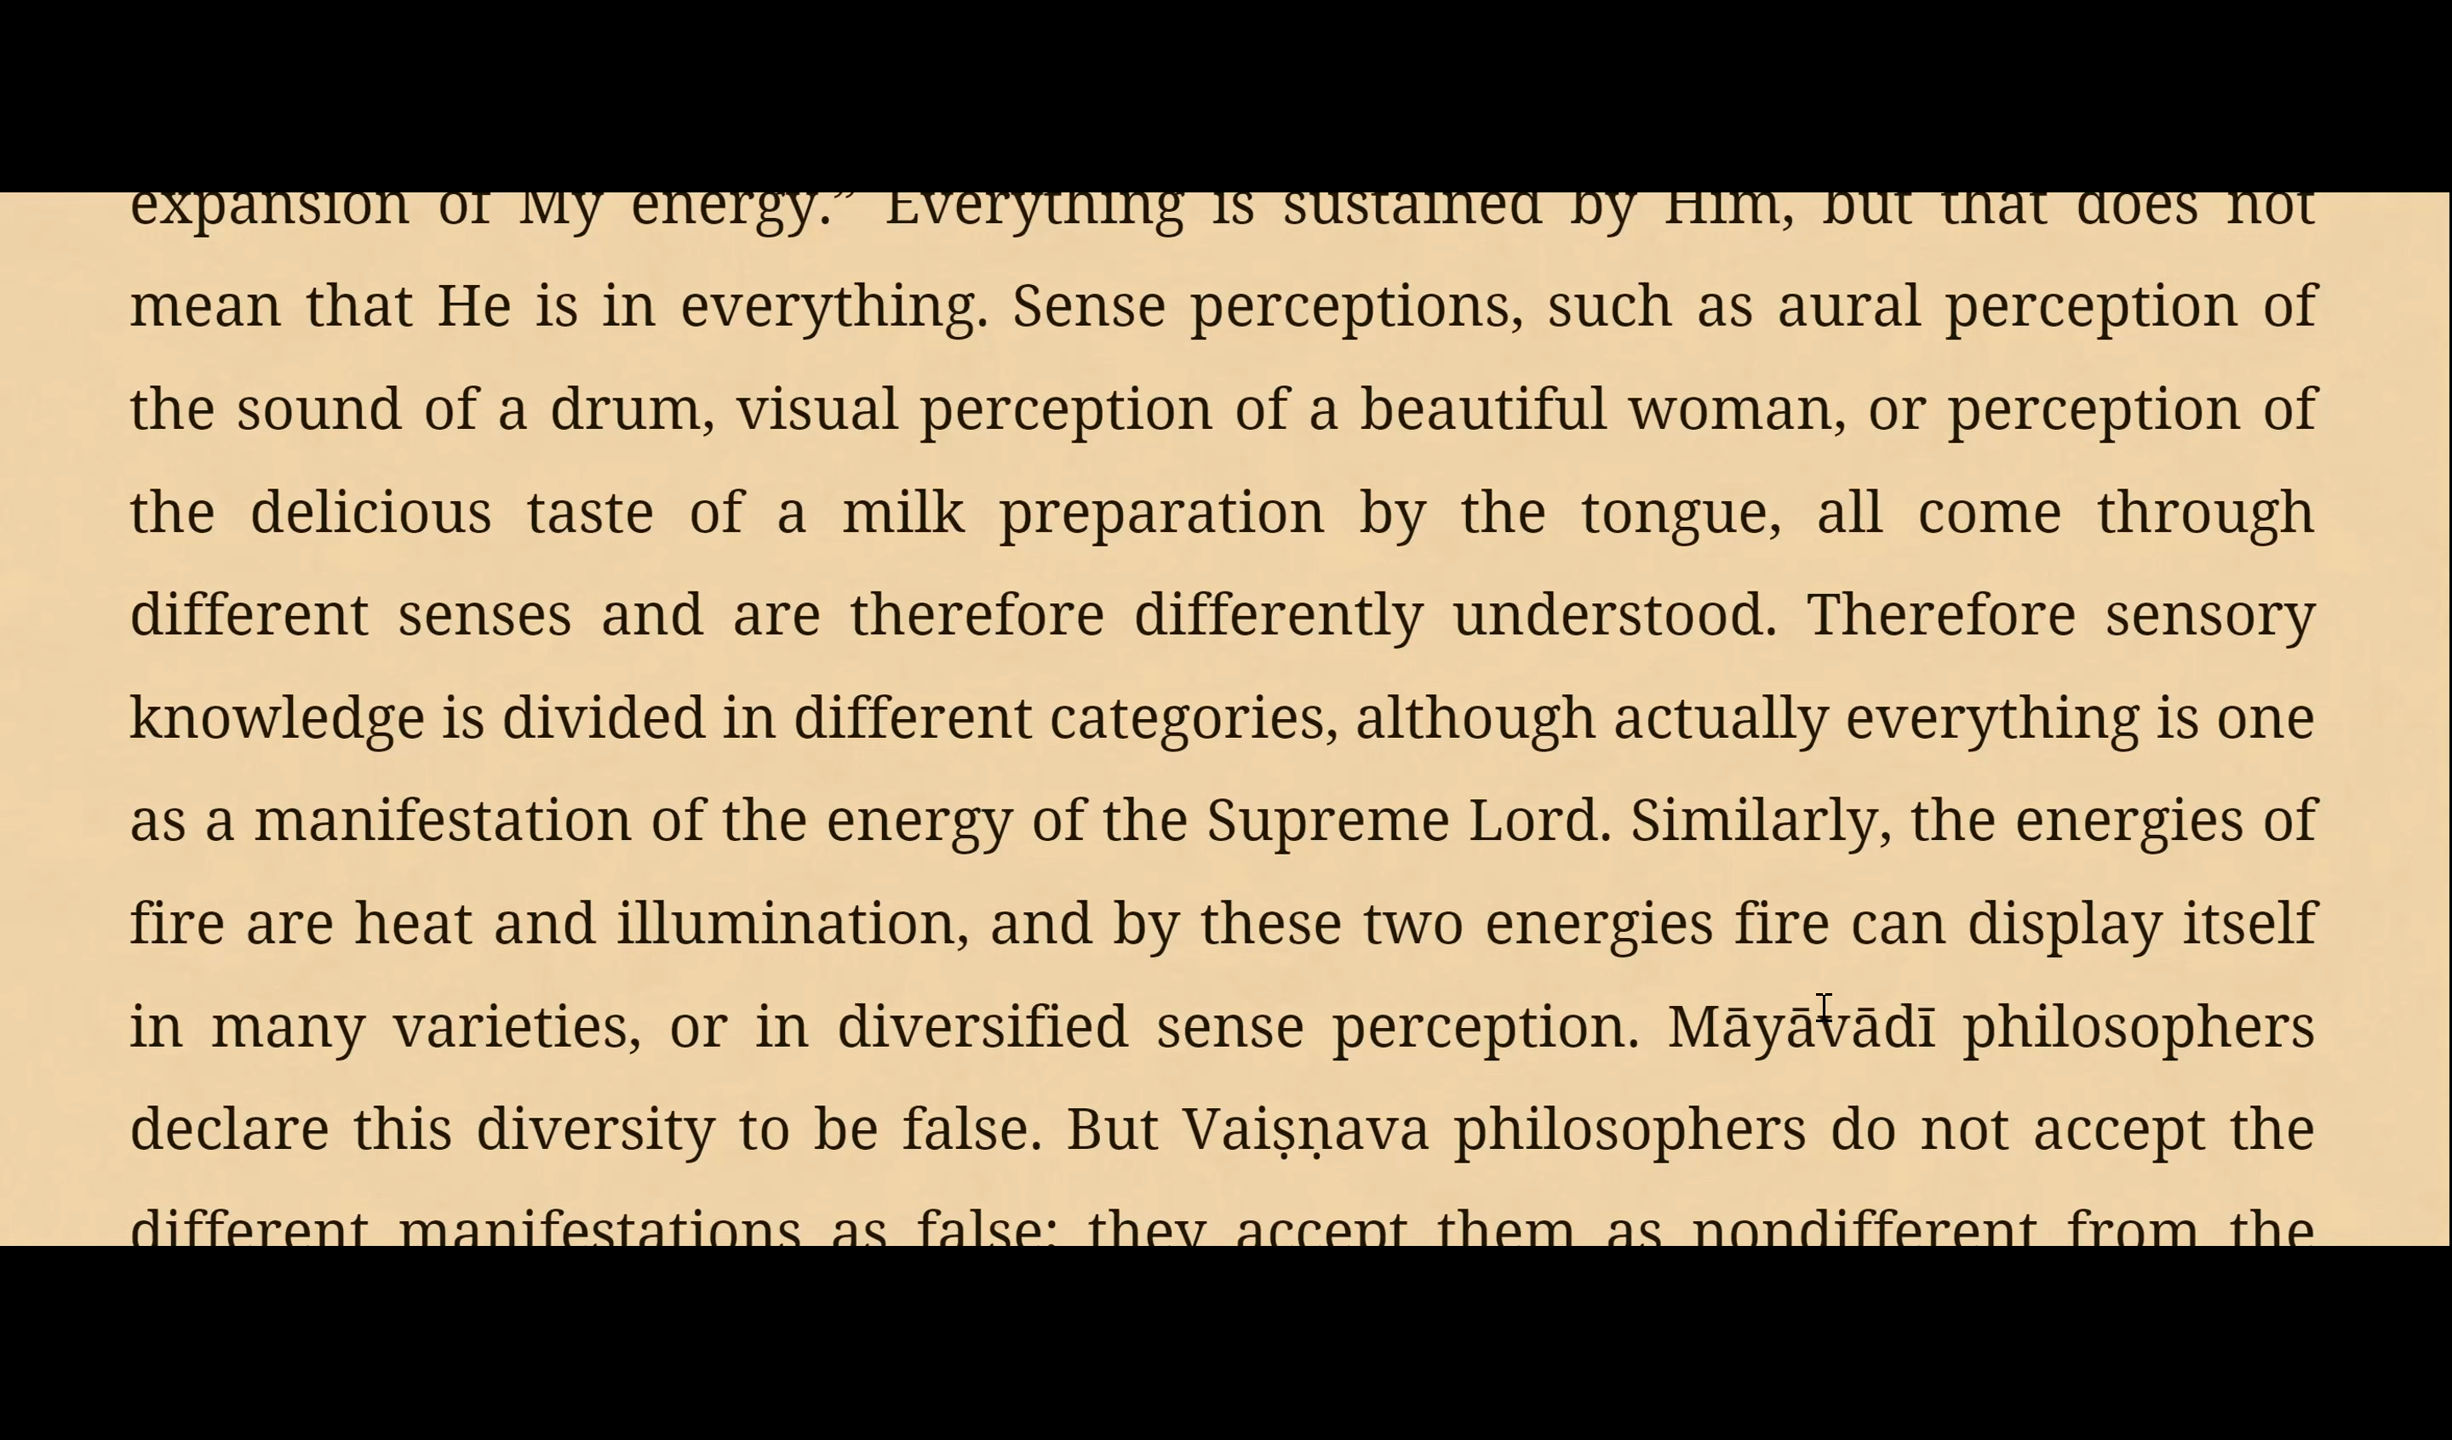 expansion of My energy.” Everything is sustained by Him, but that does not
mean that He is in everything. Sense perceptions, such as aural perception of
the sound of a drum, visual perception of a beautiful woman, or perception of
the delicious taste of a milk preparation by the tongue, all come through
different senses and are therefore differently understood. Therefore sensory
knowledge is divided in different categories, although actually everything is one
as a manifestation of the energy of the Supreme Lord. Similarly, the energies of
fire are heat and illumination, and by these two energies fire can display itself
in many varieties, or in diversified sense perception. Māyāvādī philosophers
declare this diversity to be false. But Vaiṣṇava philosophers do not accept the
different manifestations as false; they accept them as nondifferent from the